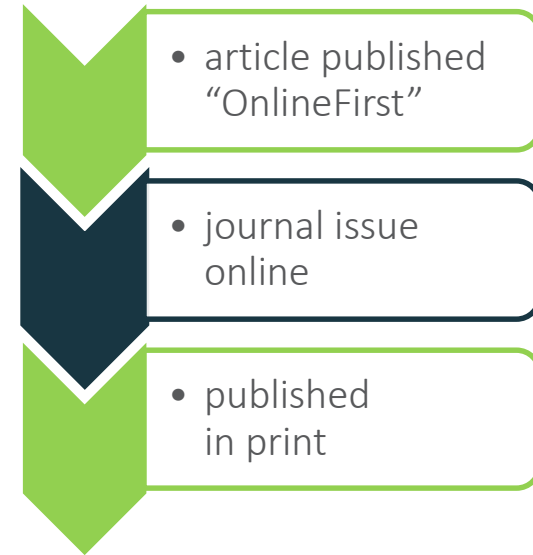 • article published
“OnlineFirst”
• journal issue
online
• published
in print